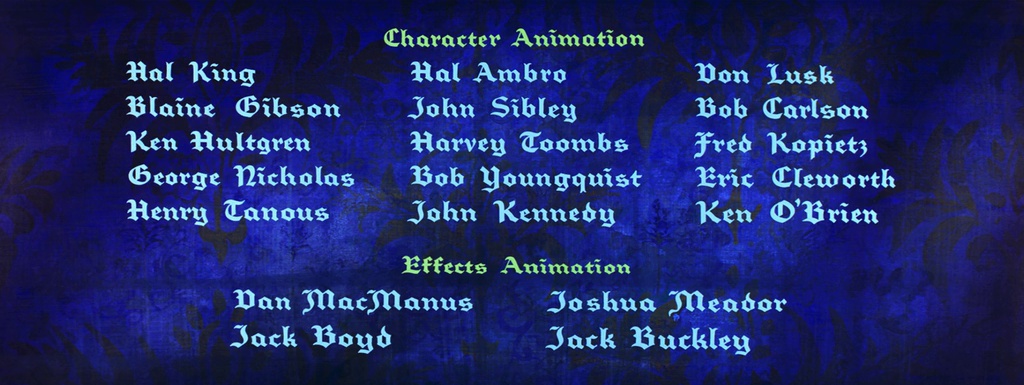 Character Animation
Hal King Hal Ambro Don Lusk
Blaine Gibson John Sibley Bob Carlson
Ken Hultgren Harvey Toombs Fred Kopietz
George Nicholas Bob Youngquist Eric Cleworth
Henry Tanous John Kennedy Ken O'Brien
Effects Animation
Dan MacManus Joshua Meador
Jack Boyd Jack Buckley